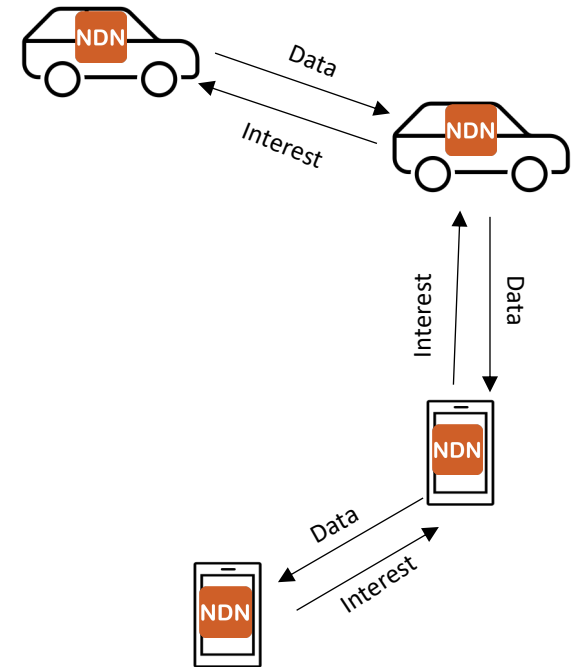 NDN
Data
Interest
NDN
Interest
Data
NDN
Data
Interest
NDN